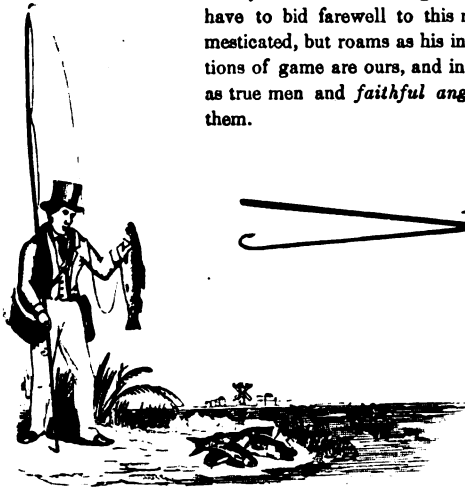 have to bid farewell to this
mesticated, but roams as his in
tions of game are ours, and in
as true men and faithful ang
them.